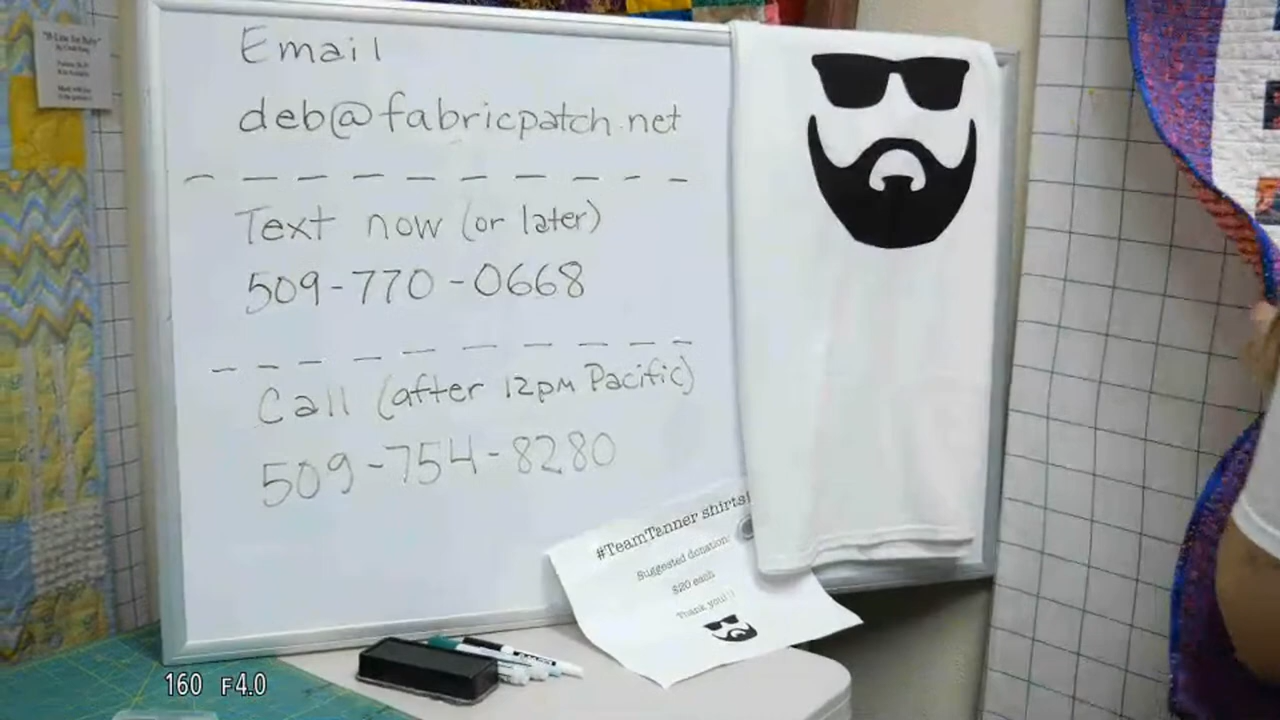 Email
deb@fabricpatch.net
Text now (or later)
509-770-0668
Call (after 12pm Pacific)
509-754-8280
#TeamTanner shirts!
Suggested donation:
$20 each
Thank you!!!
160 F4.0